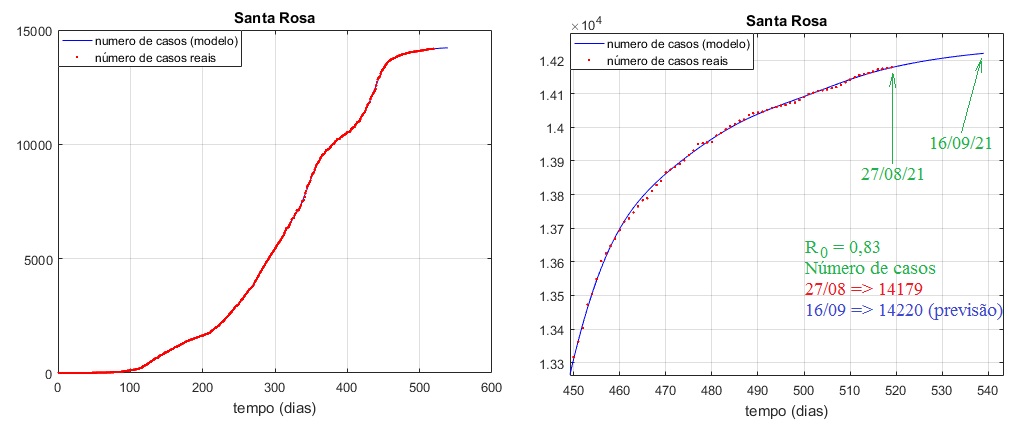 Santa Rosa
15000
10000
5000
0
numero de casos (modelo)
número de casos reais
0 100 200 300 400 500 600
tempo (dias)
Santa Rosa
×10⁴
1.42
1.41
1.4
1.39
1.38
1.37
1.36
1.35
1.34
1.33
numero de casos (modelo)
número de casos reais
16/09/21
27/08/21
R0 = 0,83
Número de casos
27/08 => 14179
16/09 => 14220 (previsão)
450 460 470 480 490 500 510 520 530 540
tempo (dias)